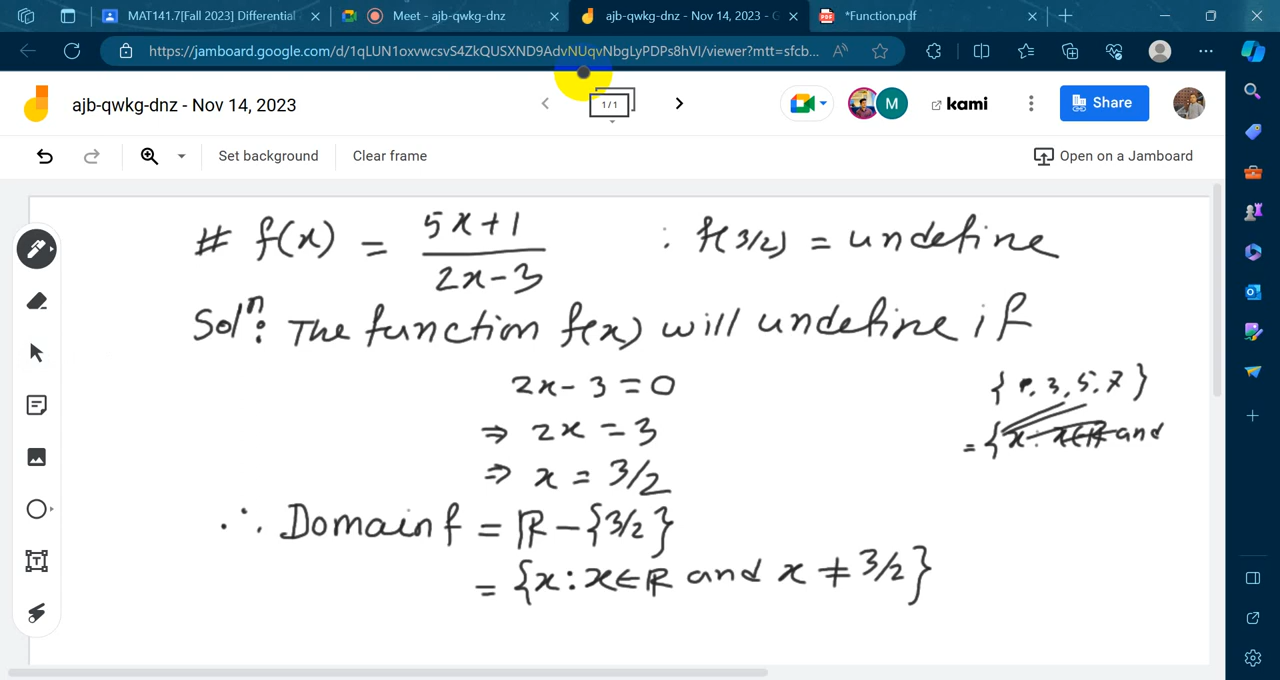 MAT141.7[Fall 2023] Differential
Meet - ajb-qwkg-dnz
ajb-qwkg-dnz - Nov 14, 2023 - G
*Function.pdf
https://jamboard.google.com/d/1qLUN1oxvwcsvS4ZkQUSXND9AdvNUqvNbgLyPDPs8hVI/viewer?mtt=sfcb...
ajb-qwkg-dnz - Nov 14, 2023
1/1
M
kami
Share
Set background
Clear frame
Open on a Jamboard
# f(x) = 5x+1 / 2x-3 : f(3/2) = undefine
Solⁿ: The function f(x) will undefine if
2x-3=0
{ 1, 3, 5, 7 }
⇒ 2x = 3
= { x : x∈R and
⇒ x = 3/2
∴ Domain f = ℝ - {3/2}
= {x : x∈ℝ and x ≠ 3/2}